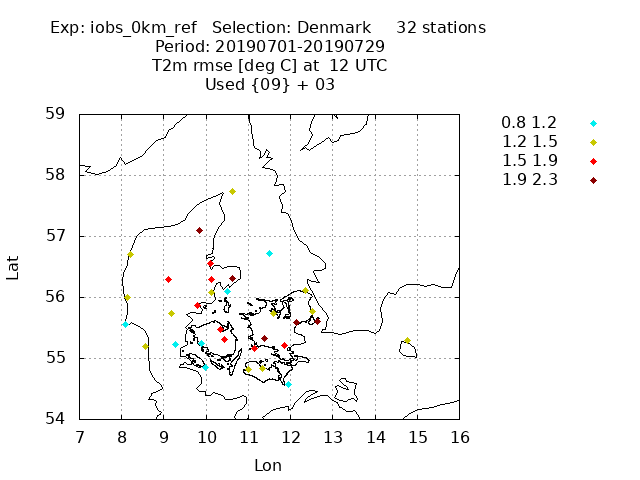 Exp: iobs_0km_ref Selection: Denmark 32 stations
Period: 20190701-20190729
T2m rmse [deg C] at 12 UTC
Used {09} + 03
0.8 1.2
1.2 1.5
1.5 1.9
1.9 2.3
59
58
57
56
55
54
Lat
7 8 9 10 11 12 13 14 15 16
Lon